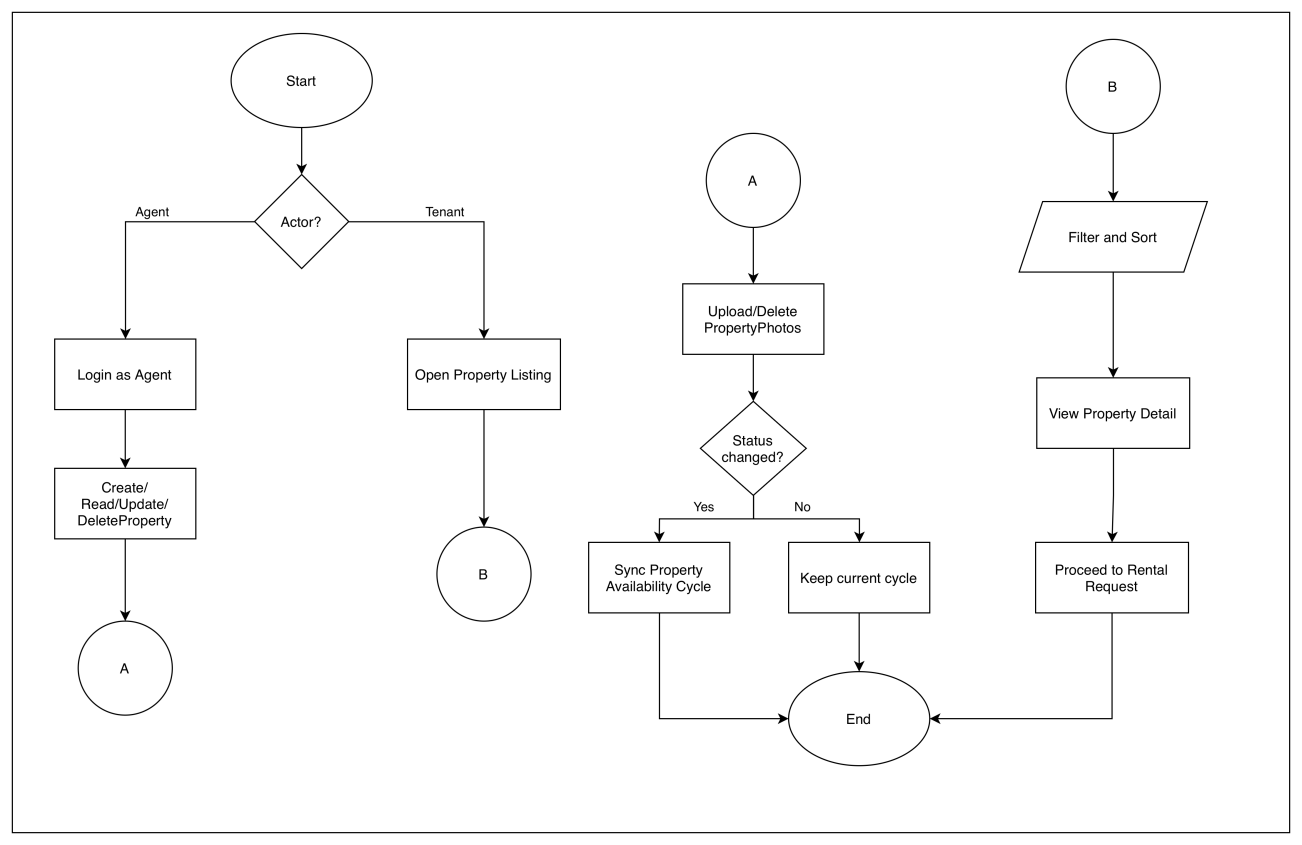 Start
Actor?
Agent
Tenant
Login as Agent
Open Property Listing
Create/
Read/Update/
DeleteProperty
B
A
A
Upload/Delete
PropertyPhotos
Status
changed?
Yes
No
Sync Property
Availability Cycle
Keep current cycle
End
B
Filter and Sort
View Property Detail
Proceed to Rental
Request